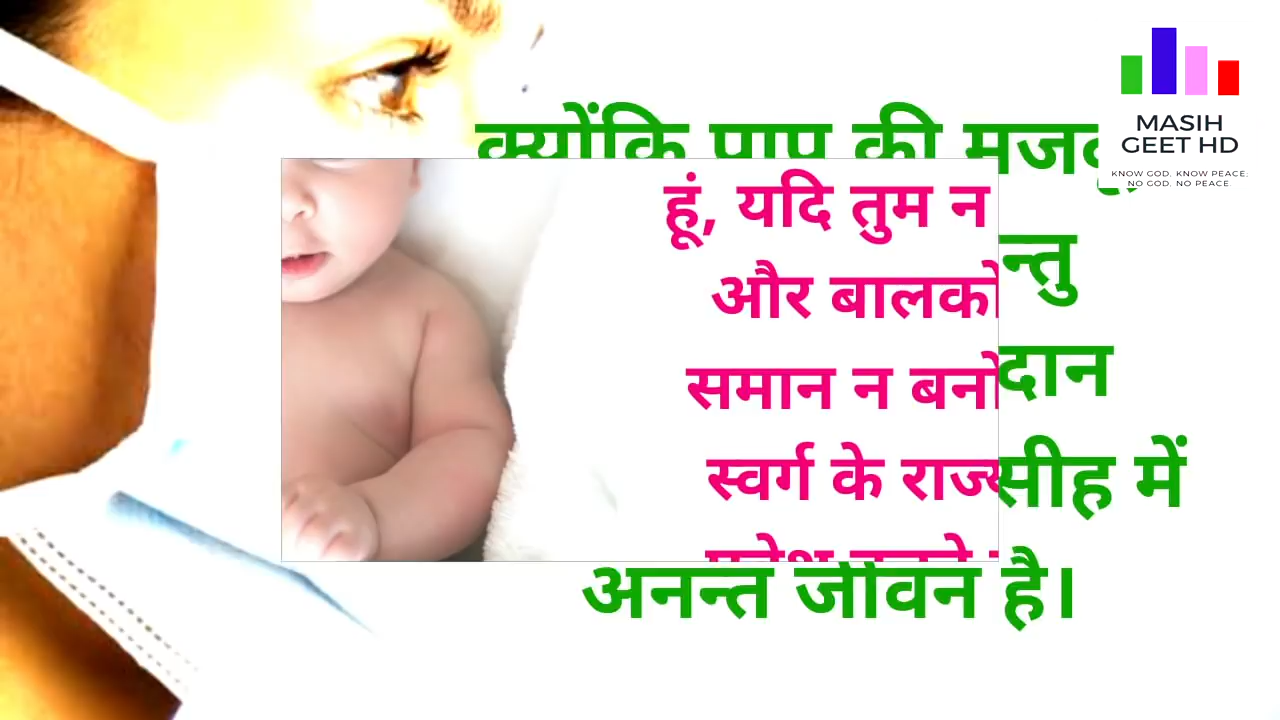 क्योंकि पाप की
हूं, यदि तुम न
और बालको
समान न बनो
स्वर्ग के
न्तु
दान
सीह में
अनन्त जीवन है।
MASIH
GEET HD
KNOW GOD, KNOW PEACE;
NO GOD, NO PEACE.